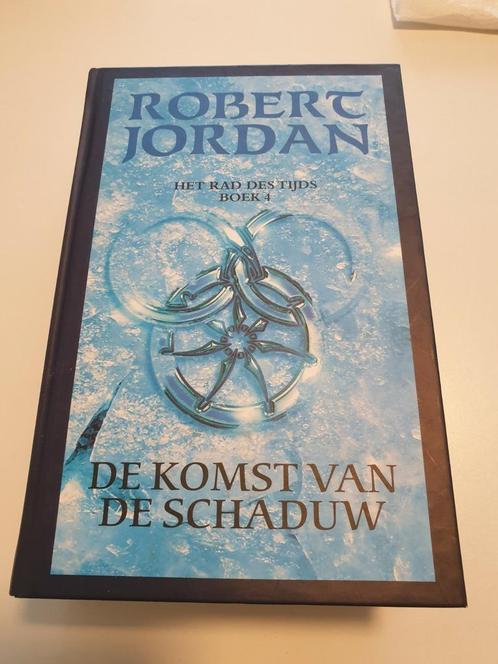 ROBERT
JORDAN
HET RAD DES TIJDS
BOEK 4
DE KOMST VAN
DE SCHADUW